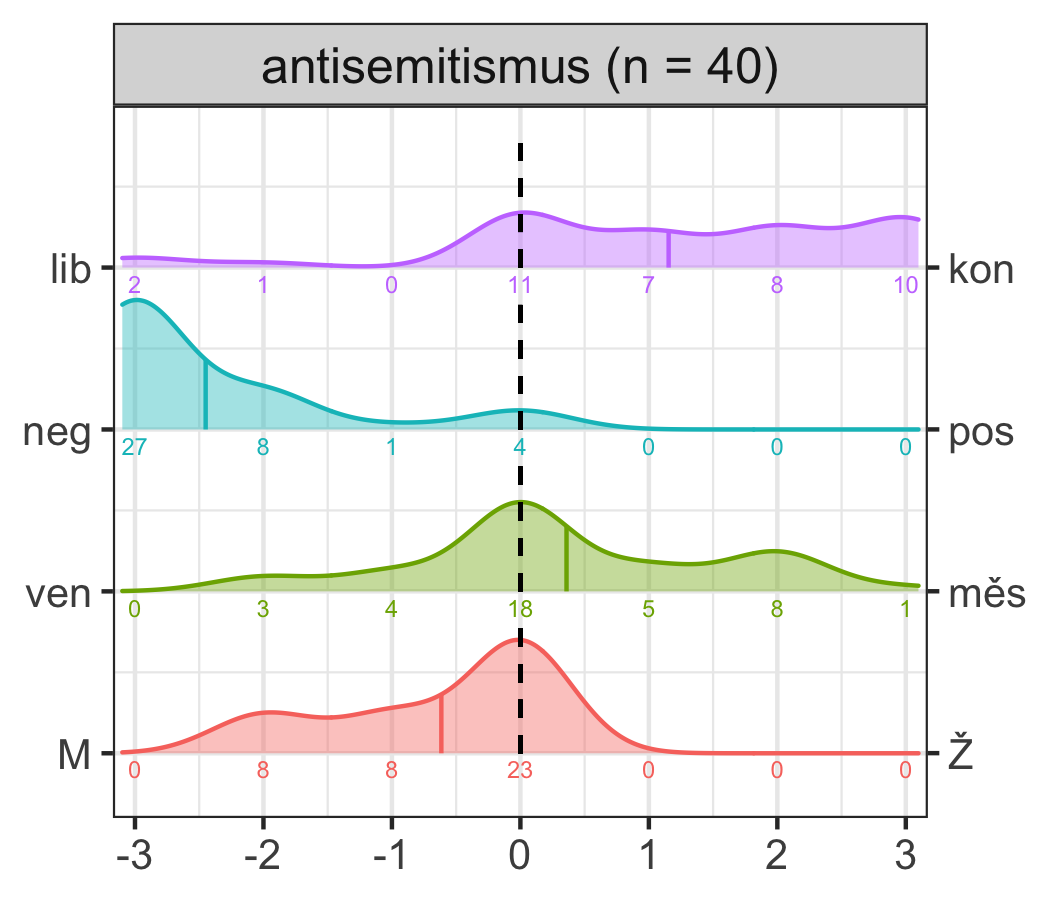 antisemitismus (n = 40)
lib kon
2 1 0 11 7 8 10
neg pos
27 8 1 4 0 0 0
ven měs
0 3 4 18 5 8 1
M Ž
0 8 8 23 0 0 0
-3 -2 -1 0 1 2 3